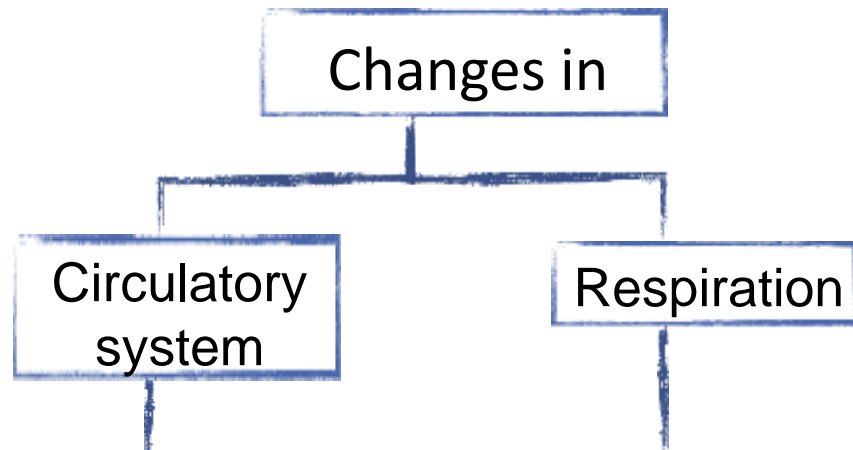 Changes in
Circulatory
system
Respiration